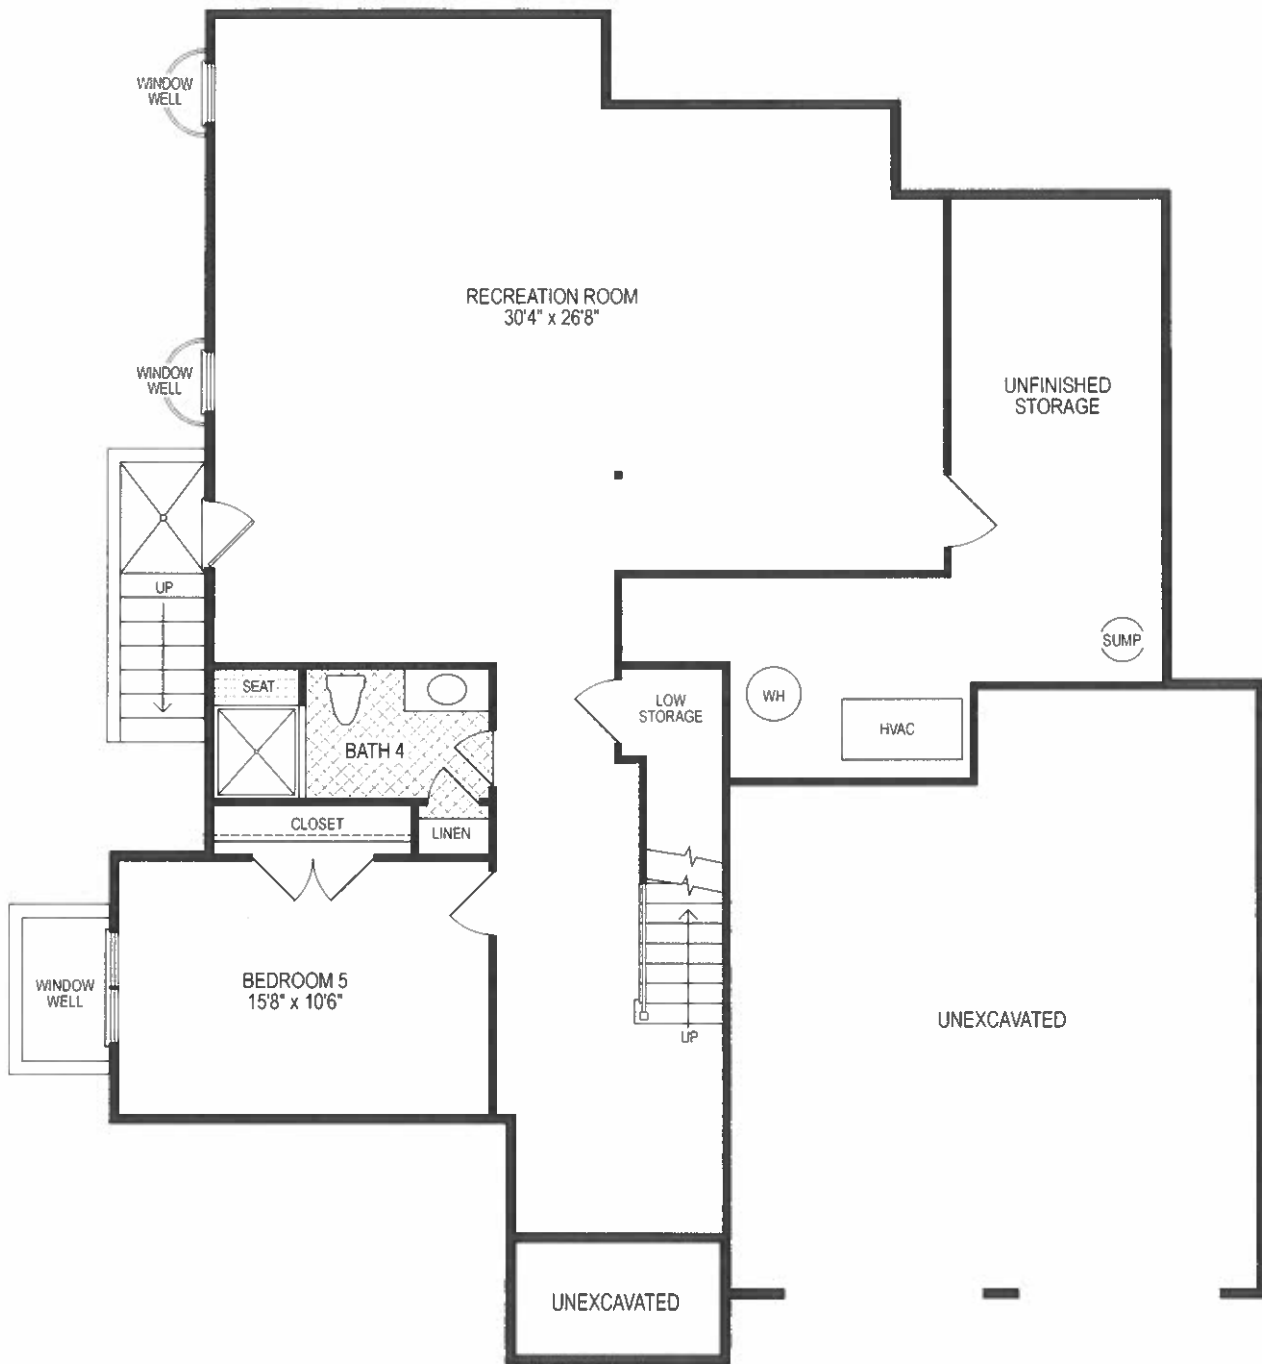 WINDOW
WELL
RECREATION ROOM
30'4" x 26'8"
WINDOW
WELL
UNFINISHED
STORAGE
UP
SUMP
SEAT
LOW
STORAGE
WH
HVAC
BATH 4
CLOSET
LINEN
BEDROOM 5
15'8" x 10'6"
WINDOW
WELL
UNEXCAVATED
UP
UNEXCAVATED